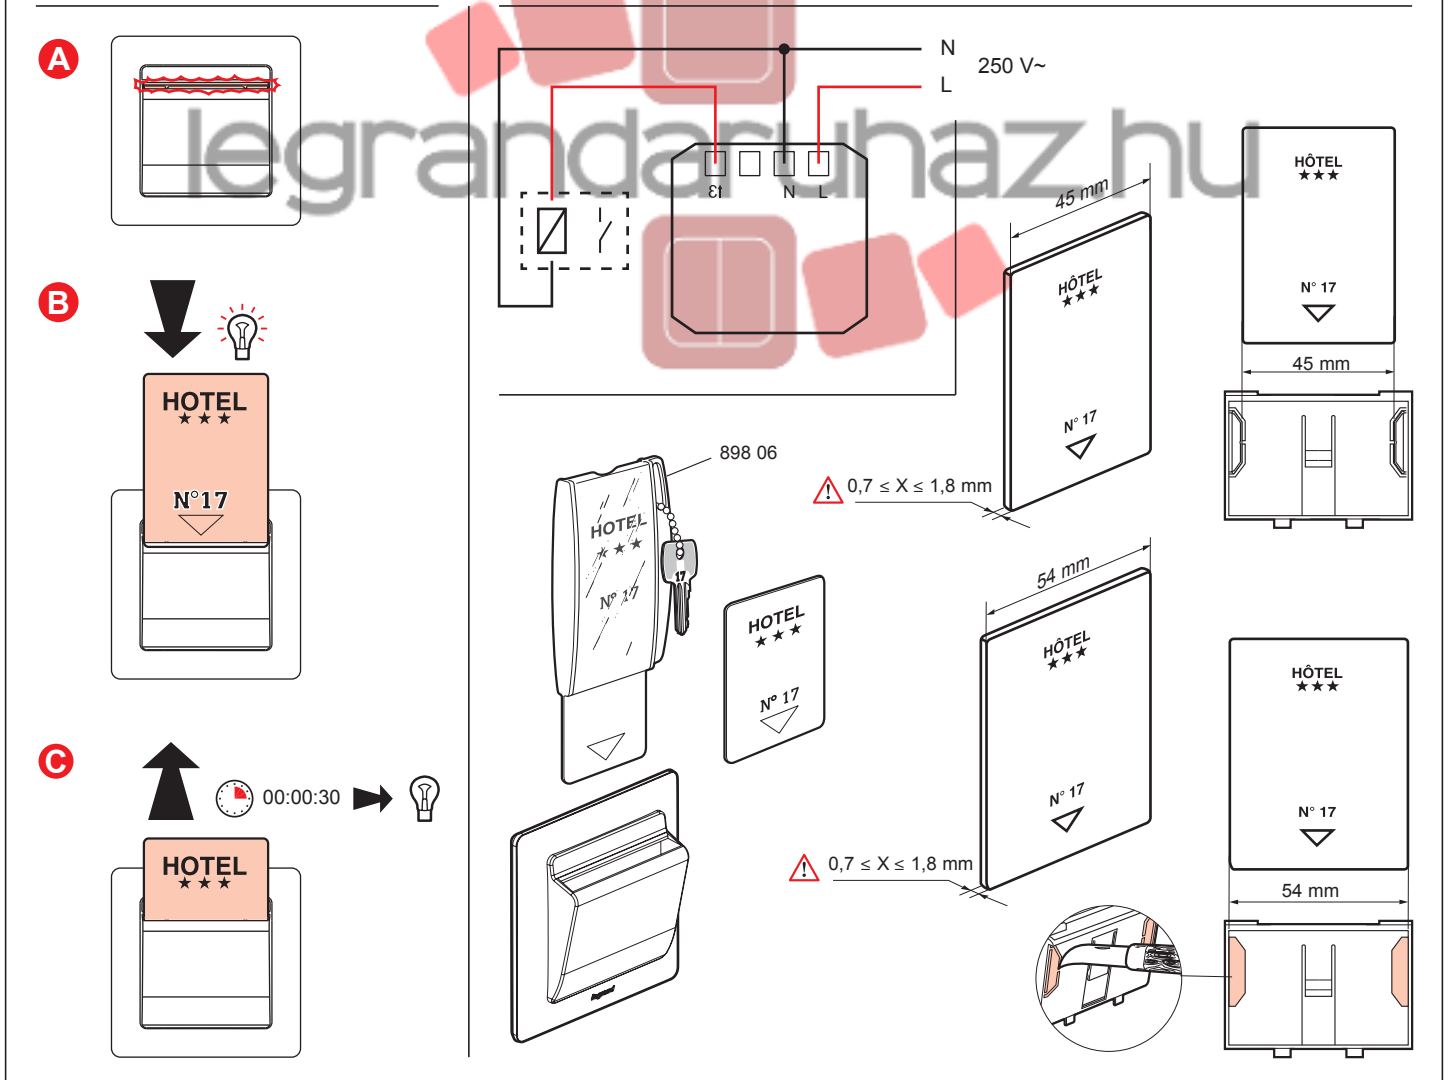 A
B
HOTEL
N°17
C
00:00:30
HOTEL
legrandaruhaz.hu
N
250 V~
L
N
L
898 06
HOTEL
N° 17
17
HOTEL
N° 17
legrand
45 mm
HÔTEL
N° 17
0,7 ≤ X ≤ 1,8 mm
HÔTEL
N° 17
45 mm
54 mm
HÔTEL
N° 17
0,7 ≤ X ≤ 1,8 mm
HÔTEL
N° 17
54 mm